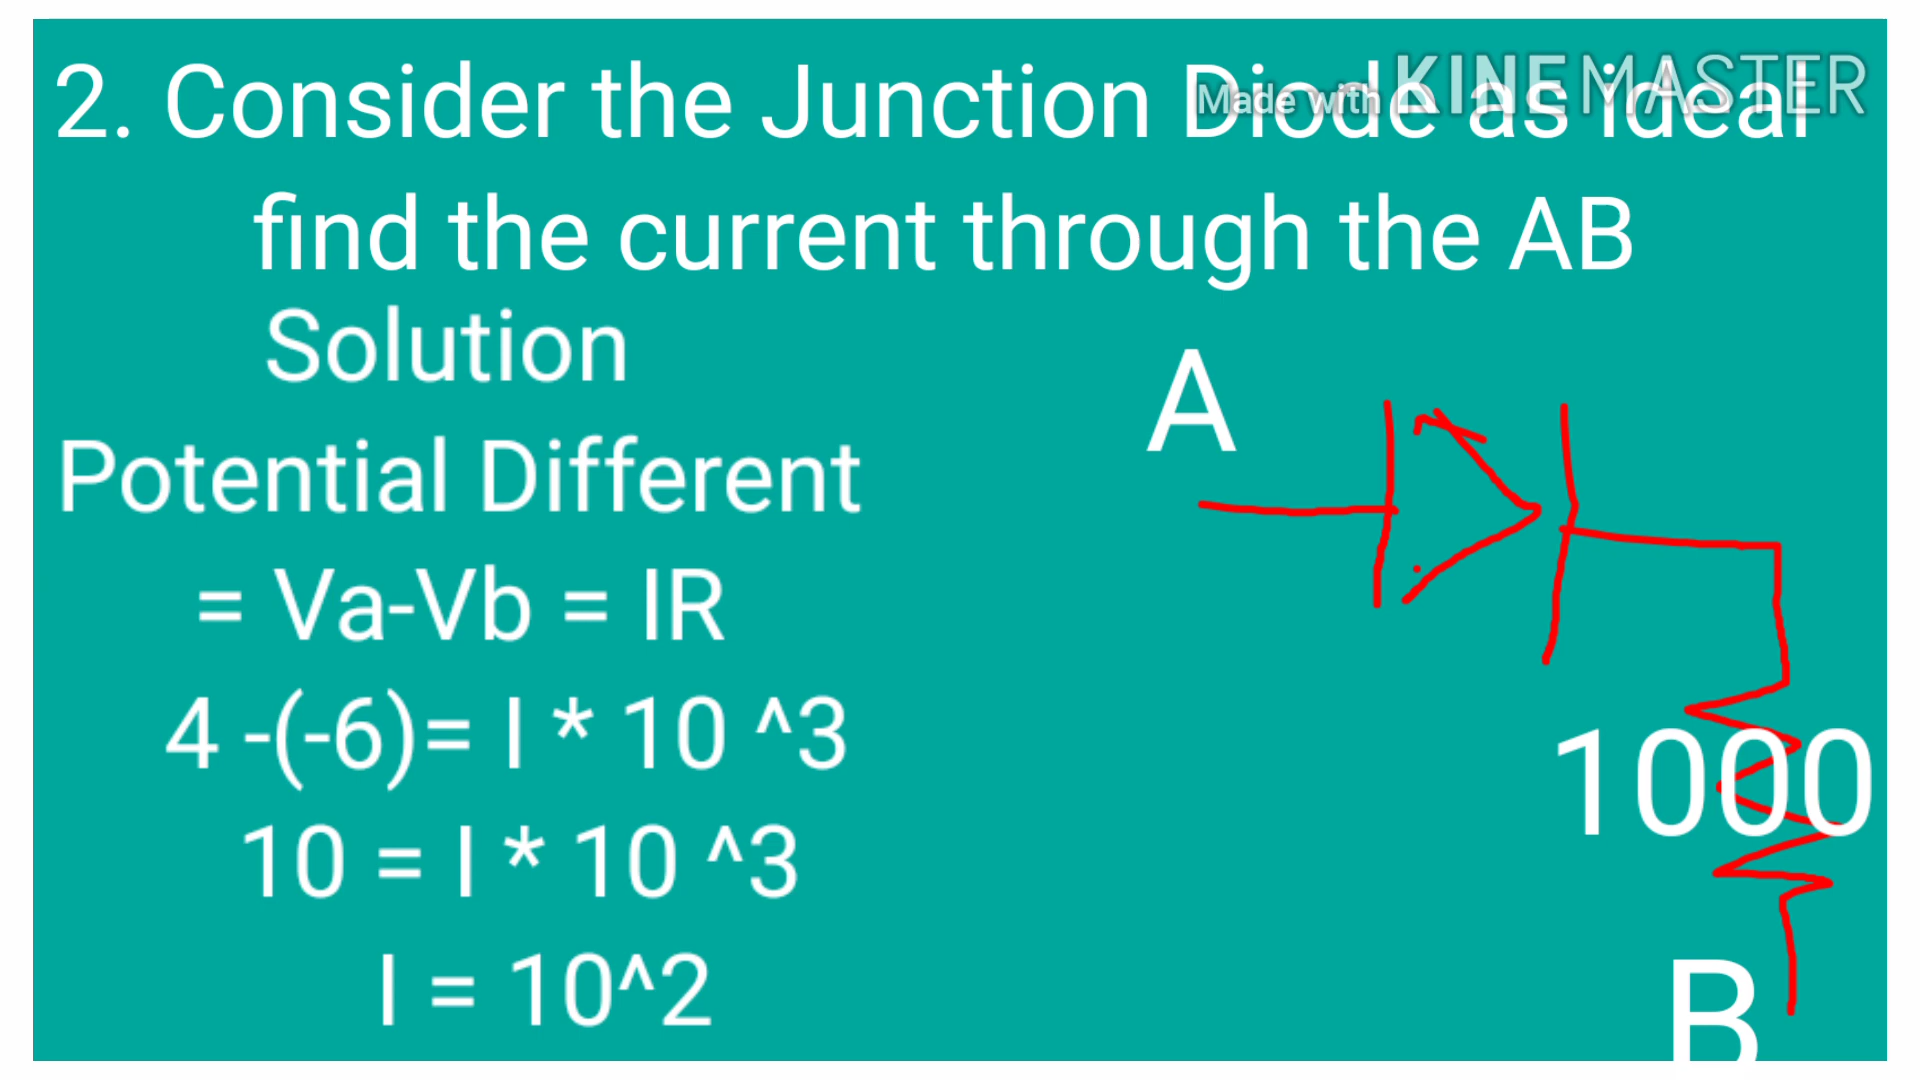 2. Consider the Junction Diode as ideal
Made with KINEMASTER
find the current through the AB
Solution
A
Potential Different
= Va-Vb = IR
4 -(-6)= I * 10 ^3
1000
10 = I * 10 ^3
I = 10^2
B